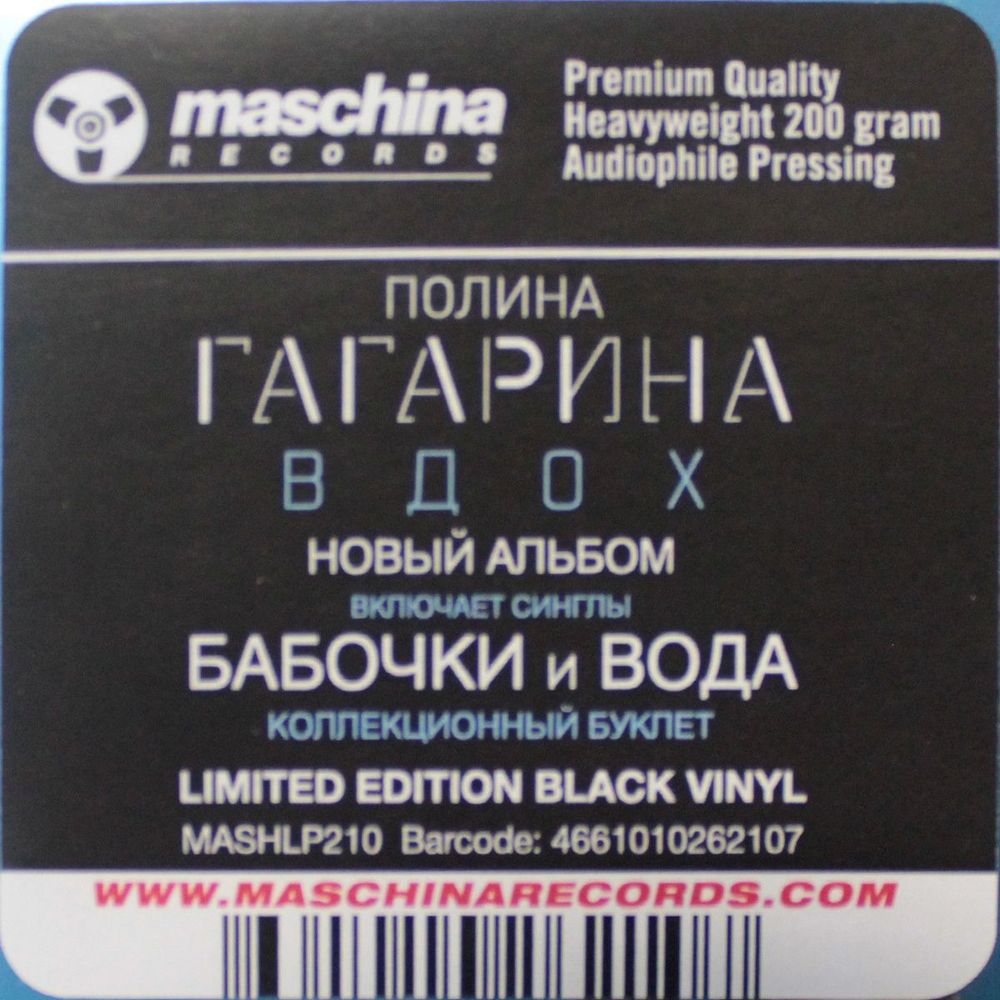 maschina
RECORDS
Premium Quality
Heavyweight 200 gram
Audiophile Pressing
ПОЛИНА
ГАГАРИНА
ВДОХ
НОВЫЙ АЛЬБОМ
ВКЛЮЧАЕТ СИНГЛЫ
БАБОЧКИ и ВОДА
КОЛЛЕКЦИОННЫЙ БУКЛЕТ
LIMITED EDITION BLACK VINYL
MASHLP210 Barcode: 4661010262107
WWW.MASCHINARECORDS.COM